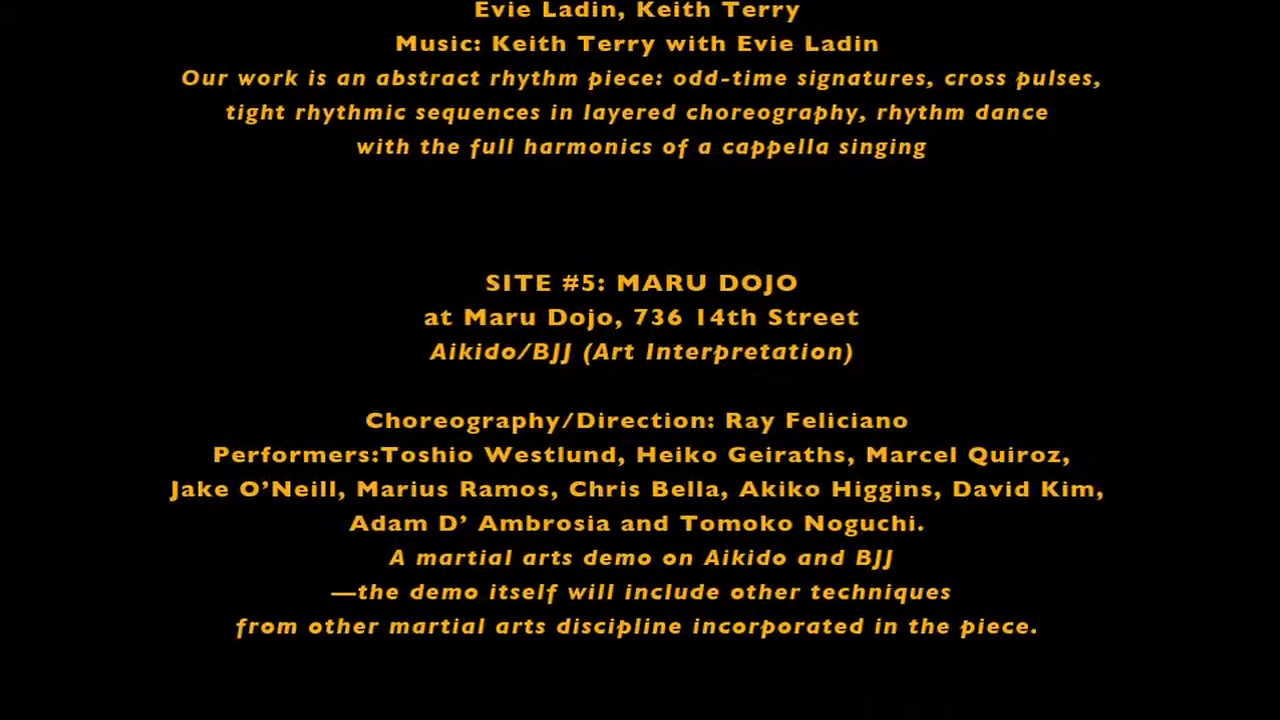 Evie Ladin, Keith Terry
Music: Keith Terry with Evie Ladin
Our work is an abstract rhythm piece: odd-time signatures, cross pulses,
tight rhythmic sequences in layered choreography, rhythm dance
with the full harmonics of a cappella singing
SITE #5: MARU DOJO
at Maru Dojo, 736 14th Street
Aikido/BJJ (Art Interpretation)
Choreography/Direction: Ray Feliciano
Performers:Toshio Westlund, Heiko Geiraths, Marcel Quiroz,
Jake O’Neill, Marius Ramos, Chris Bella, Akiko Higgins, David Kim,
Adam D’ Ambrosia and Tomoko Noguchi.
A martial arts demo on Aikido and BJJ
—the demo itself will include other techniques
from other martial arts discipline incorporated in the piece.